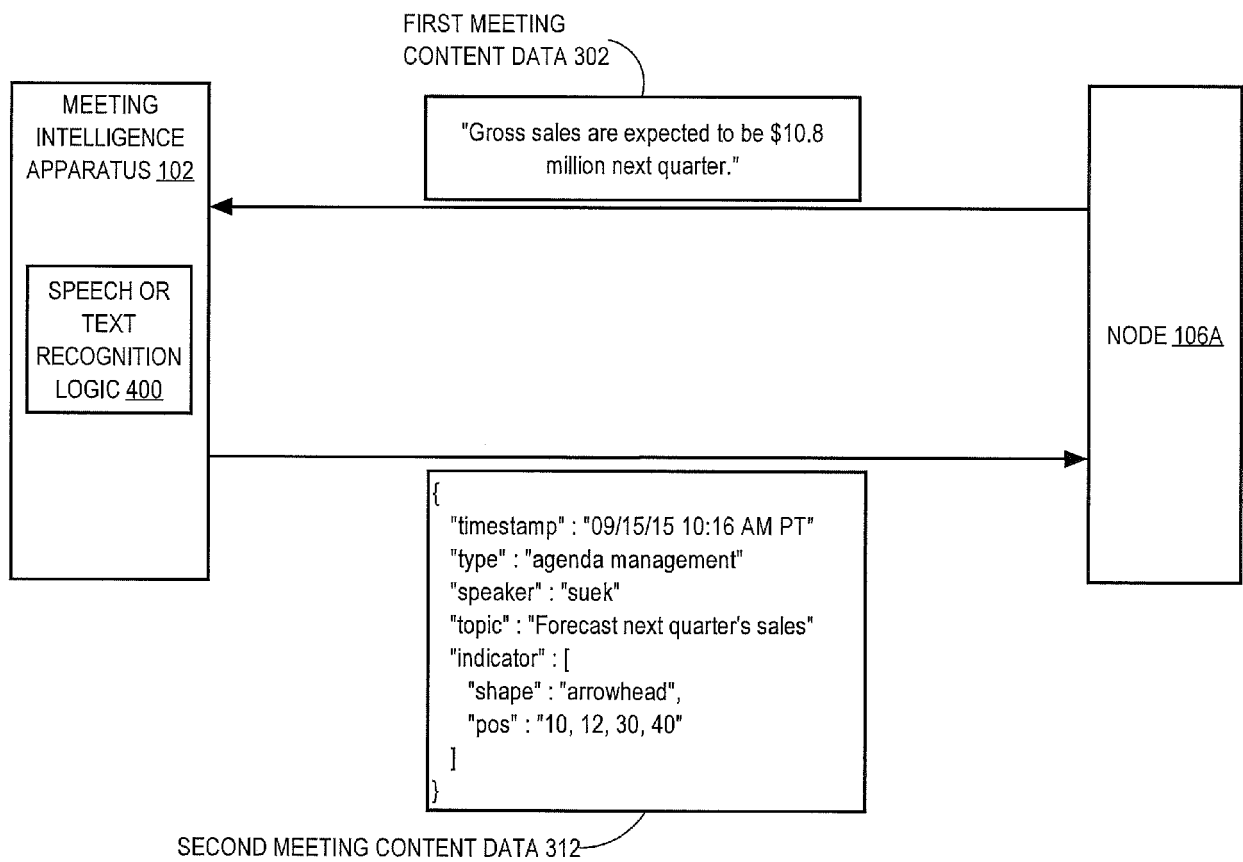 FIRST MEETING
CONTENT DATA 302
MEETING
INTELLIGENCE
APPARATUS 102
"Gross sales are expected to be $10.8
million next quarter."
SPEECH OR
TEXT
RECOGNITION
LOGIC 400
NODE 106A
{
"timestamp" : "09/15/15 10:16 AM PT"
"type" : "agenda management"
"speaker" : "suek"
"topic" : "Forecast next quarter's sales"
"indicator" : [
"shape" : "arrowhead",
"pos" : "10, 12, 30, 40"
]
}
SECOND MEETING CONTENT DATA 312